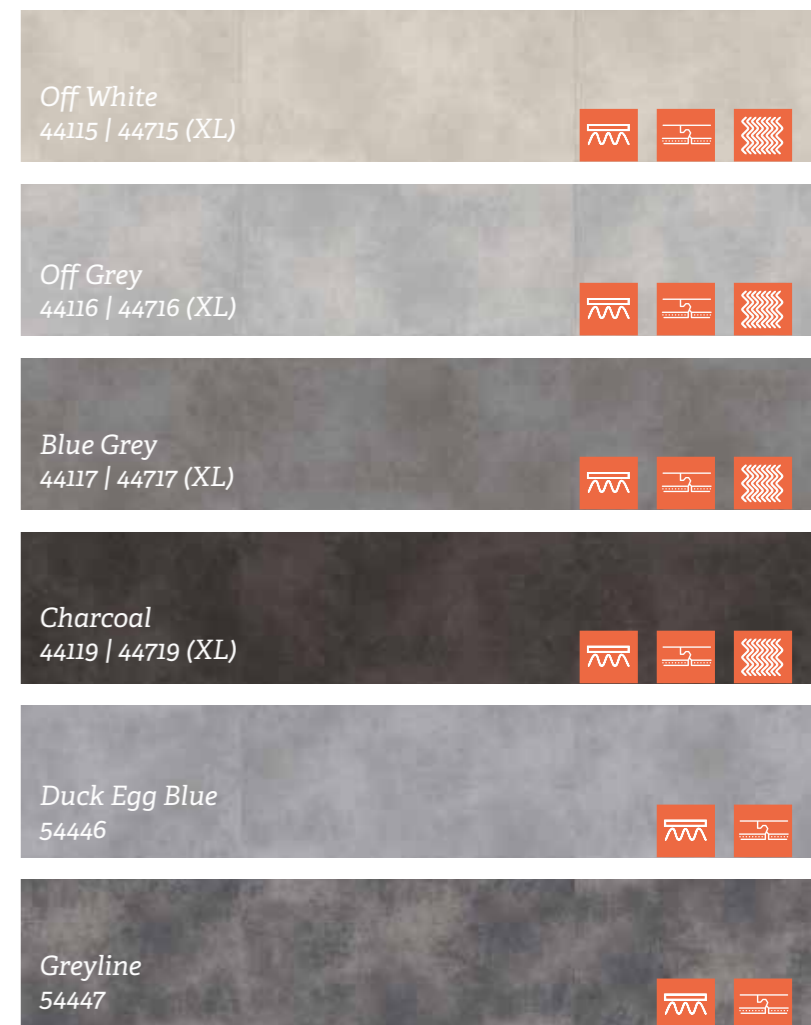 Off White
44115 | 44715 (XL)
Off Grey
44116 | 44716 (XL)
Blue Grey
44117 | 44717 (XL)
Charcoal
44119 | 44719 (XL)
Duck Egg Blue
54446
Greyline
54447